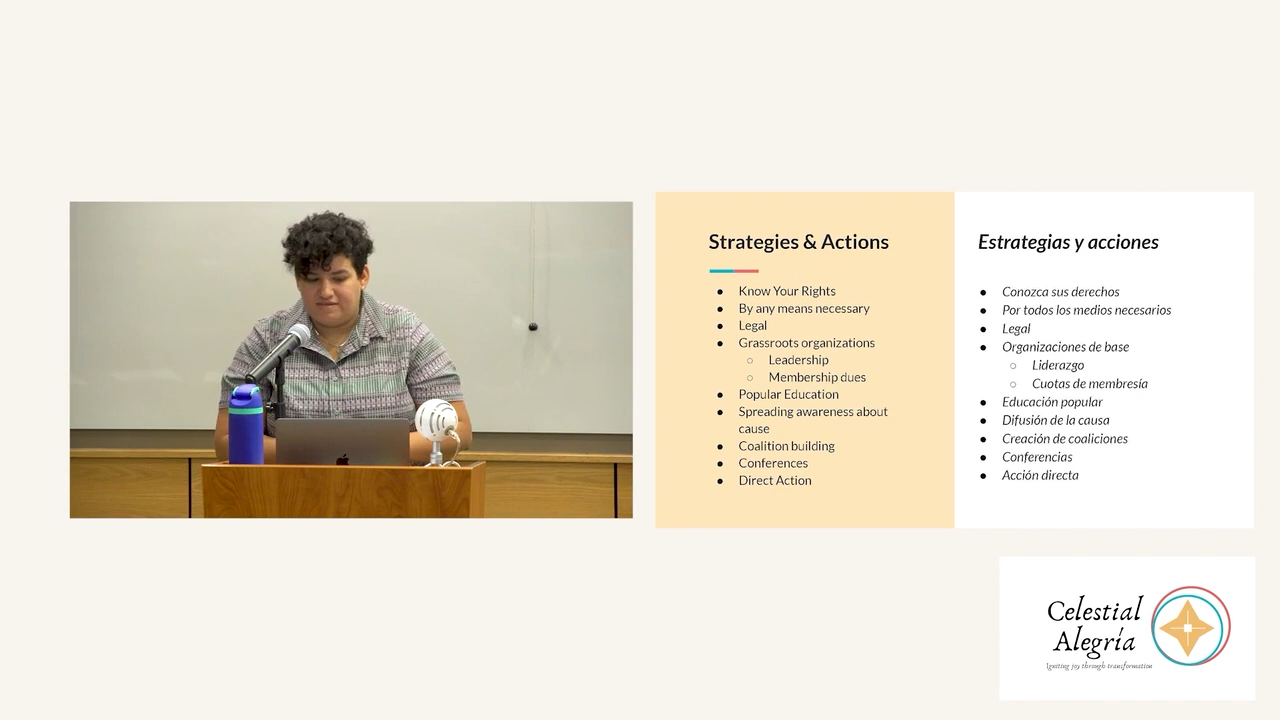 Strategies & Actions
● Know Your Rights
● By any means necessary
● Legal
● Grassroots organizations
○ Leadership
○ Membership dues
● Popular Education
● Spreading awareness about
cause
● Coalition building
● Conferences
● Direct Action
Estrategias y acciones
● Conozca sus derechos
● Por todos los medios necesarios
● Legal
● Organizaciones de base
○ Liderazgo
○ Cuotas de membresía
● Educación popular
● Difusión de la causa
● Creación de coaliciones
● Conferencias
● Acción directa
Celestial
Alegría
Igniting joy through transformation